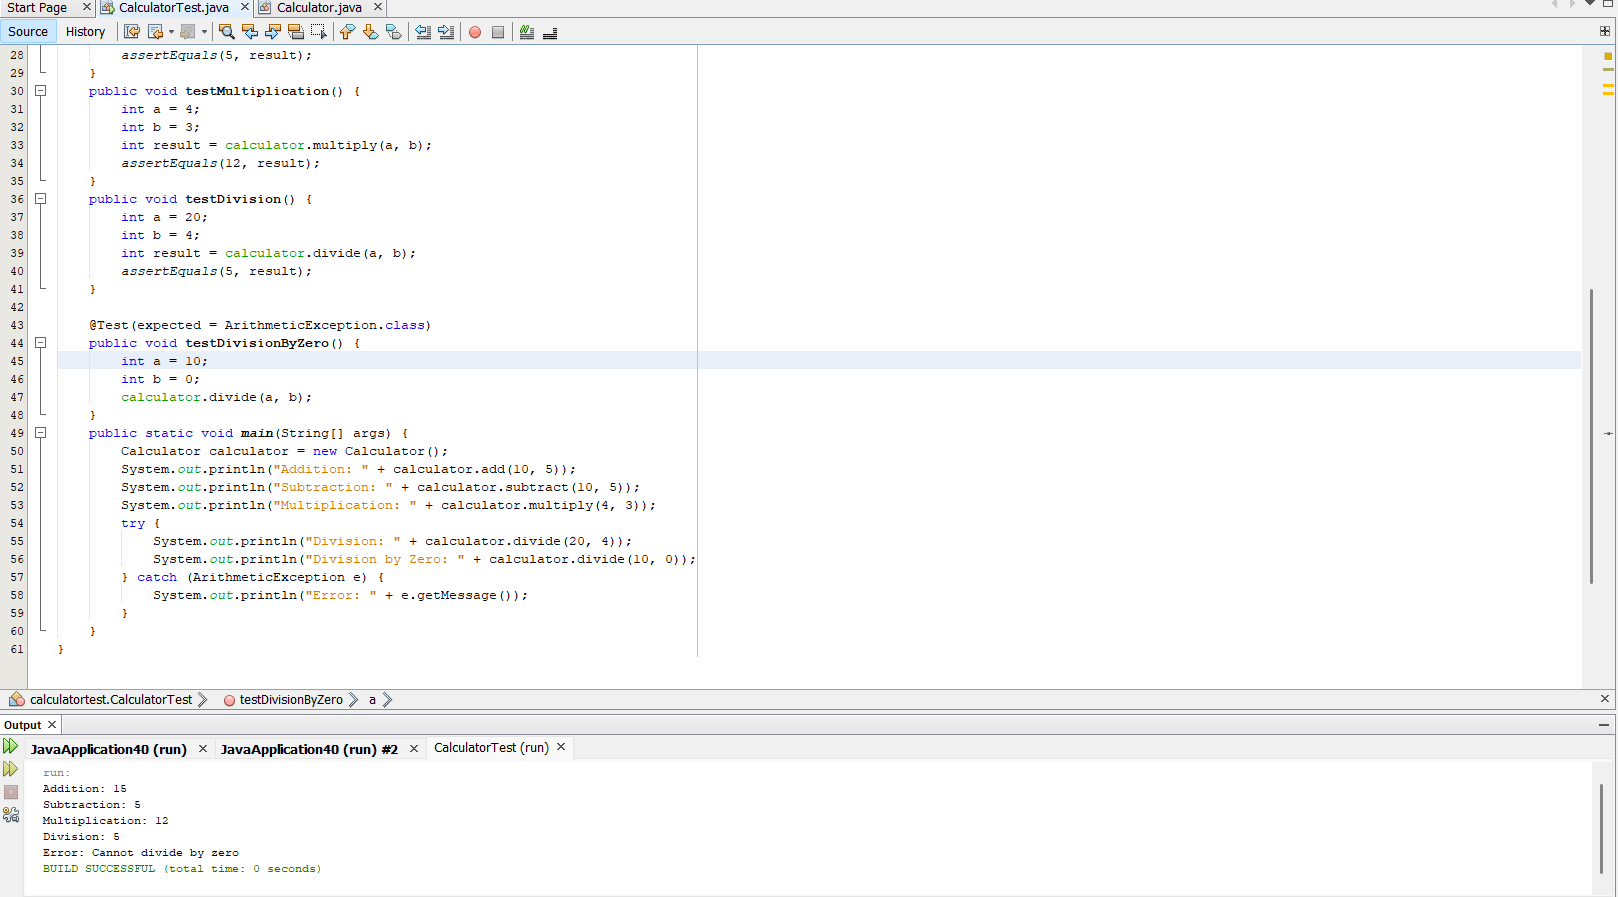 Start Page CalculatorTest.java Calculator.java
Source History
28 assertEquals(5, result);
29 }
30 public void testMultiplication() {
31 int a = 4;
32 int b = 3;
33 int result = calculator.multiply(a, b);
34 assertEquals(12, result);
35 }
36 public void testDivision() {
37 int a = 20;
38 int b = 4;
39 int result = calculator.divide(a, b);
40 assertEquals(5, result);
41 }
42
43 @Test(expected = ArithmeticException.class)
44 public void testDivisionByZero() {
45 int a = 10;
46 int b = 0;
47 calculator.divide(a, b);
48 }
49 public static void main(String[] args) {
50 Calculator calculator = new Calculator();
51 System.out.println("Addition: " + calculator.add(10, 5));
52 System.out.println("Subtraction: " + calculator.subtract(10, 5));
53 System.out.println("Multiplication: " + calculator.multiply(4, 3));
54 try {
55 System.out.println("Division: " + calculator.divide(20, 4));
56 System.out.println("Division by Zero: " + calculator.divide(10, 0));
57 } catch (ArithmeticException e) {
58 System.out.println("Error: " + e.getMessage());
59 }
60 }
61 }
calculatortest.CalculatorTest testDivisionByZero a
Output
JavaApplication40 (run) JavaApplication40 (run) #2 CalculatorTest (run)
run:
Addition: 15
Subtraction: 5
Multiplication: 12
Division: 5
Error: Cannot divide by zero
BUILD SUCCESSFUL (total time: 0 seconds)